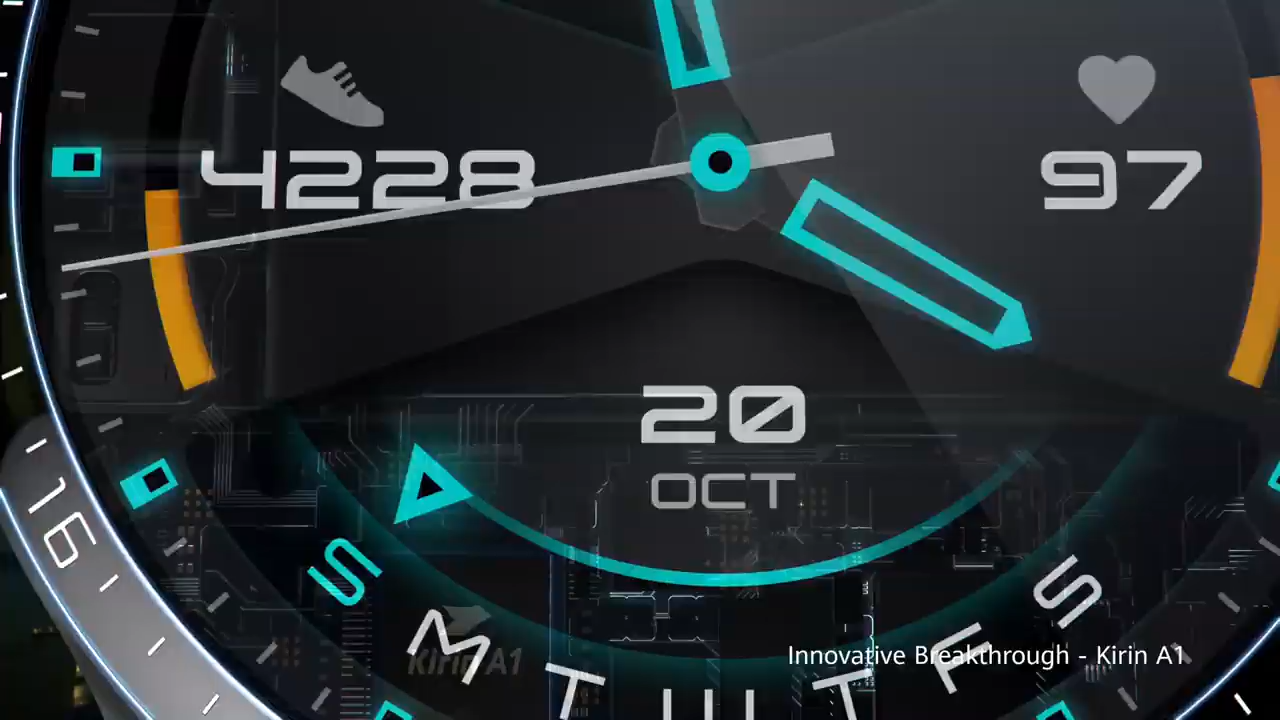 4228
97
20
OCT
16
S M T W T F S
Kirin A1
Innovative Breakthrough - Kirin A1